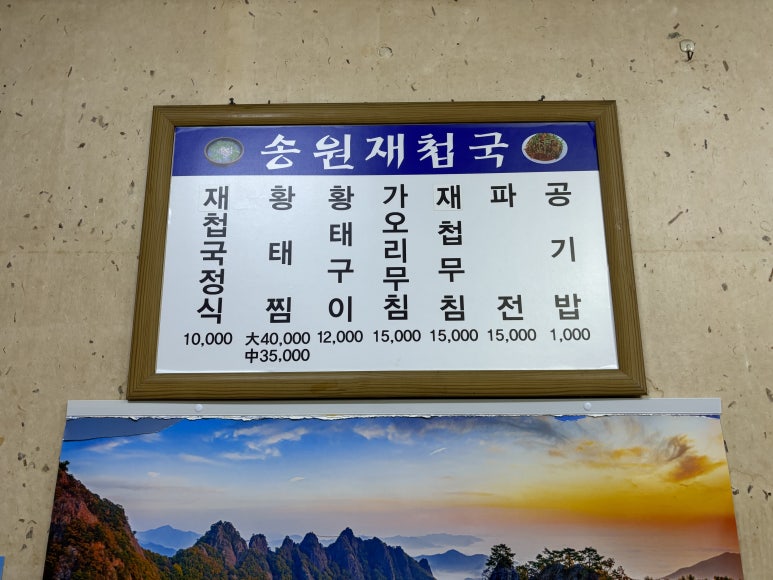 송원재첩국
재첩국정식
10,000
황태찜
大40,000
中35,000
황태구이
12,000
가오리무침
15,000
재첩무침
15,000
파전
15,000
공기밥
1,000